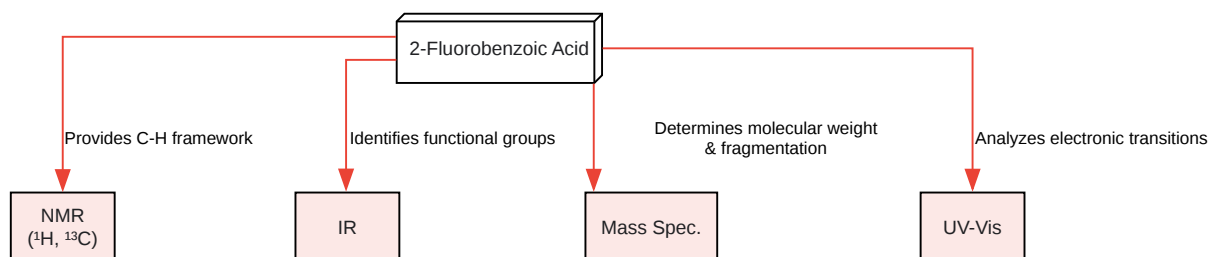 2-Fluorobenzoic Acid
Provides C-H framework
Identifies functional groups
Determines molecular weight
& fragmentation
Analyzes electronic transitions
NMR
(¹H, ¹³C)
IR
Mass Spec.
UV-Vis